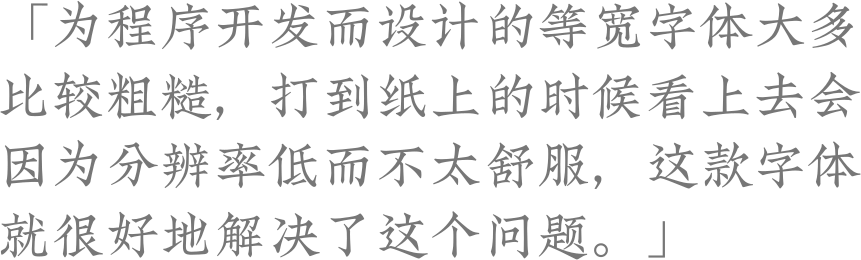 「为程序开发而设计的等宽字体大多
比较粗糙，打到纸上的时候看上去会
因为分辨率低而不太舒服，这款字体
就很好地解决了这个问题。」